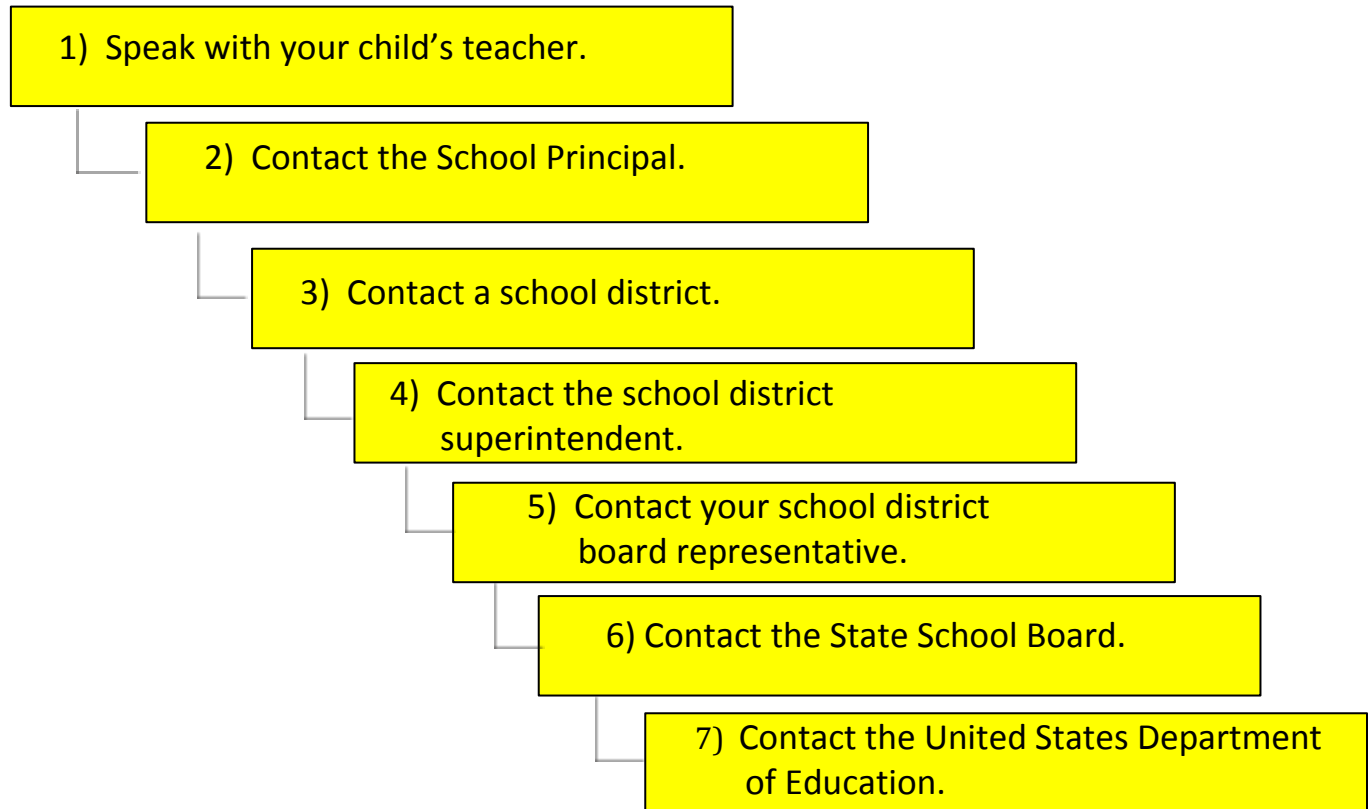 1) Speak with your child’s teacher.
2) Contact the School Principal.
3) Contact a school district.
4) Contact the school district
superintendent.
5) Contact your school district
board representative.
6) Contact the State School Board.
7) Contact the United States Department
of Education.